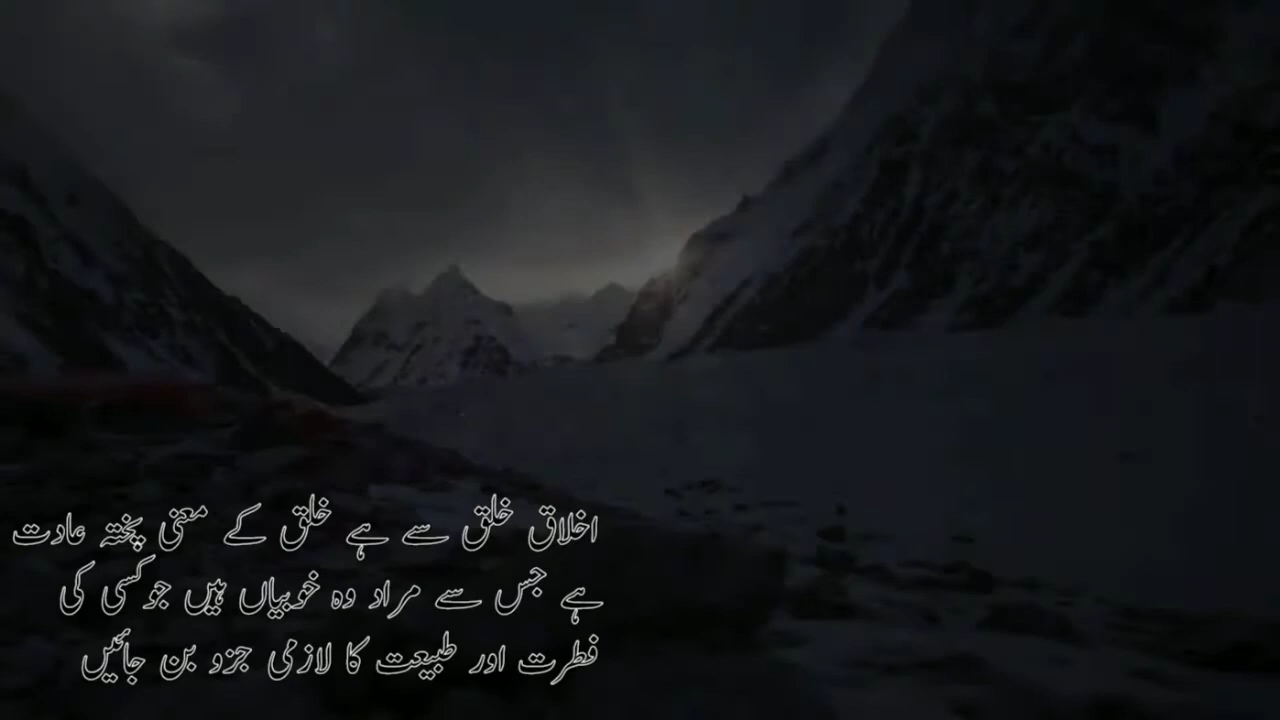 اخلاق خلق سے ہے خلق کے معنی پختہ عادت
ہے جس سے مراد وہ خوبیاں ہیں جو کسی کی
فطرت اور طبیعت کا لازمی جزو بن جائیں